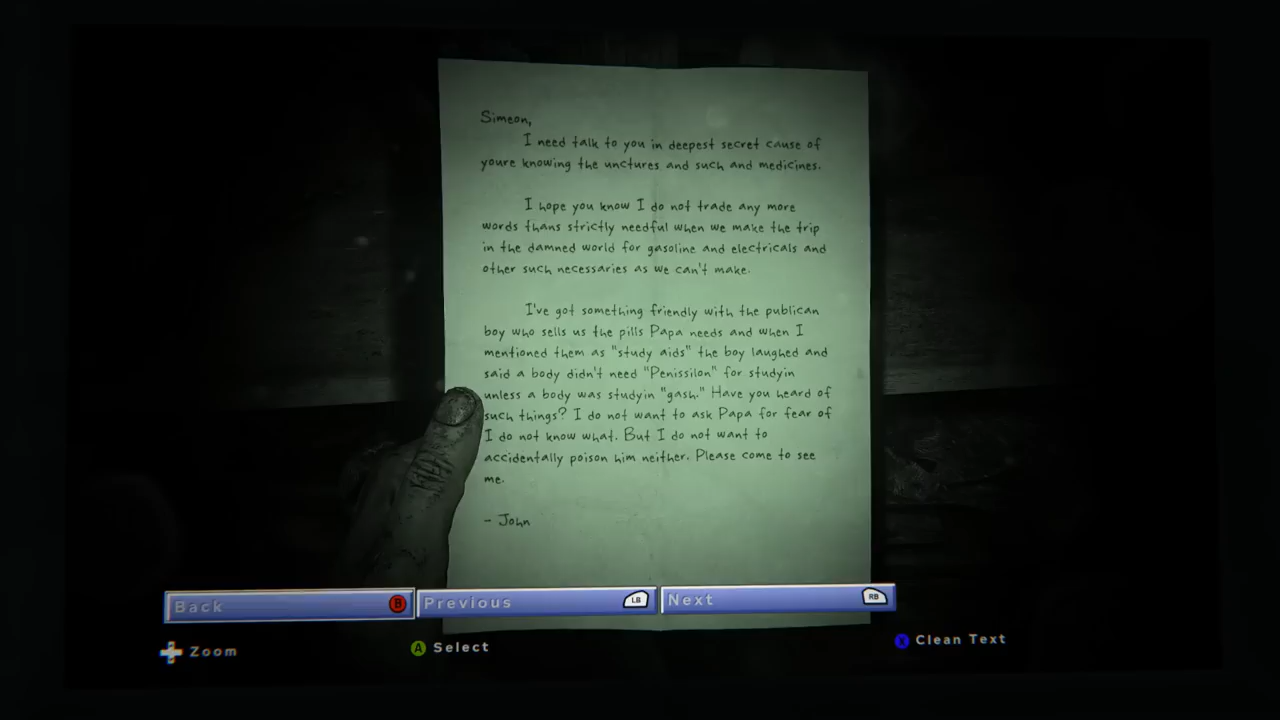 Simeon,
I need talk to you in deepest secret cause of
youre knowing the unctures and such and medicines.
I hope you know I do not trade any more
words thans strictly needful when we make the trip
in the damned world for gasoline and electricals and
other such necessaries as we can't make.
I've got something friendly with the publican
boy who sells us the pills Papa needs and when I
mentioned them as "study aids" the boy laughed and
said a body didn't need "Penissilon" for studyin
unless a body was studyin "gash." Have you heard of
such things? I do not want to ask Papa for fear of
I do not know what. But I do not want to
accidentally poison him neither. Please come to see
me.
- John
Back B Previous LB Next RB
Zoom A Select X Clean Text